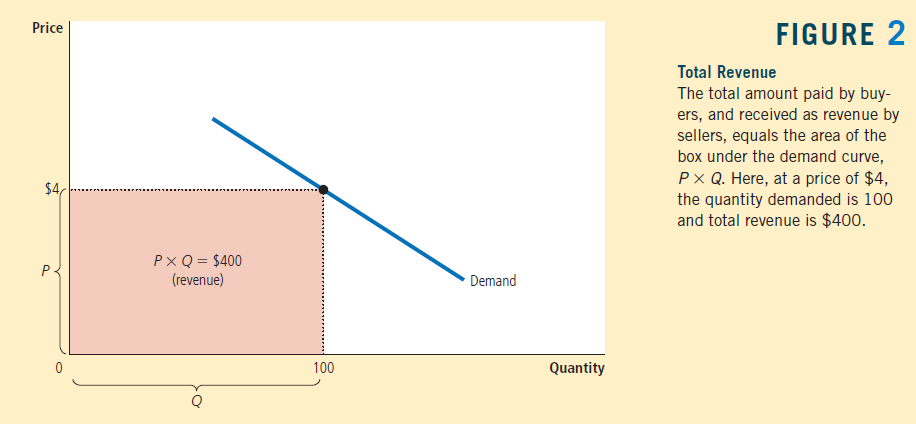 Price
$4
P
P × Q = $400
(revenue)
Demand
0
100
Quantity
Q
FIGURE 2
Total Revenue
The total amount paid by buy-
ers, and received as revenue by
sellers, equals the area of the
box under the demand curve,
P × Q. Here, at a price of $4,
the quantity demanded is 100
and total revenue is $400.